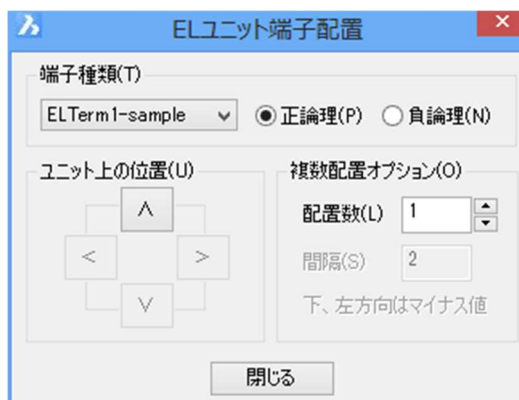 ELユニット端子配置
端子種類(T)
ELTerm1-sample 正論理(P) 負論理(N)
ユニット上の位置(U)
∧
< >
∨
複数配置オプション(O)
配置数(L) 1
間隔(S) 2
下、左方向はマイナス値
閉じる